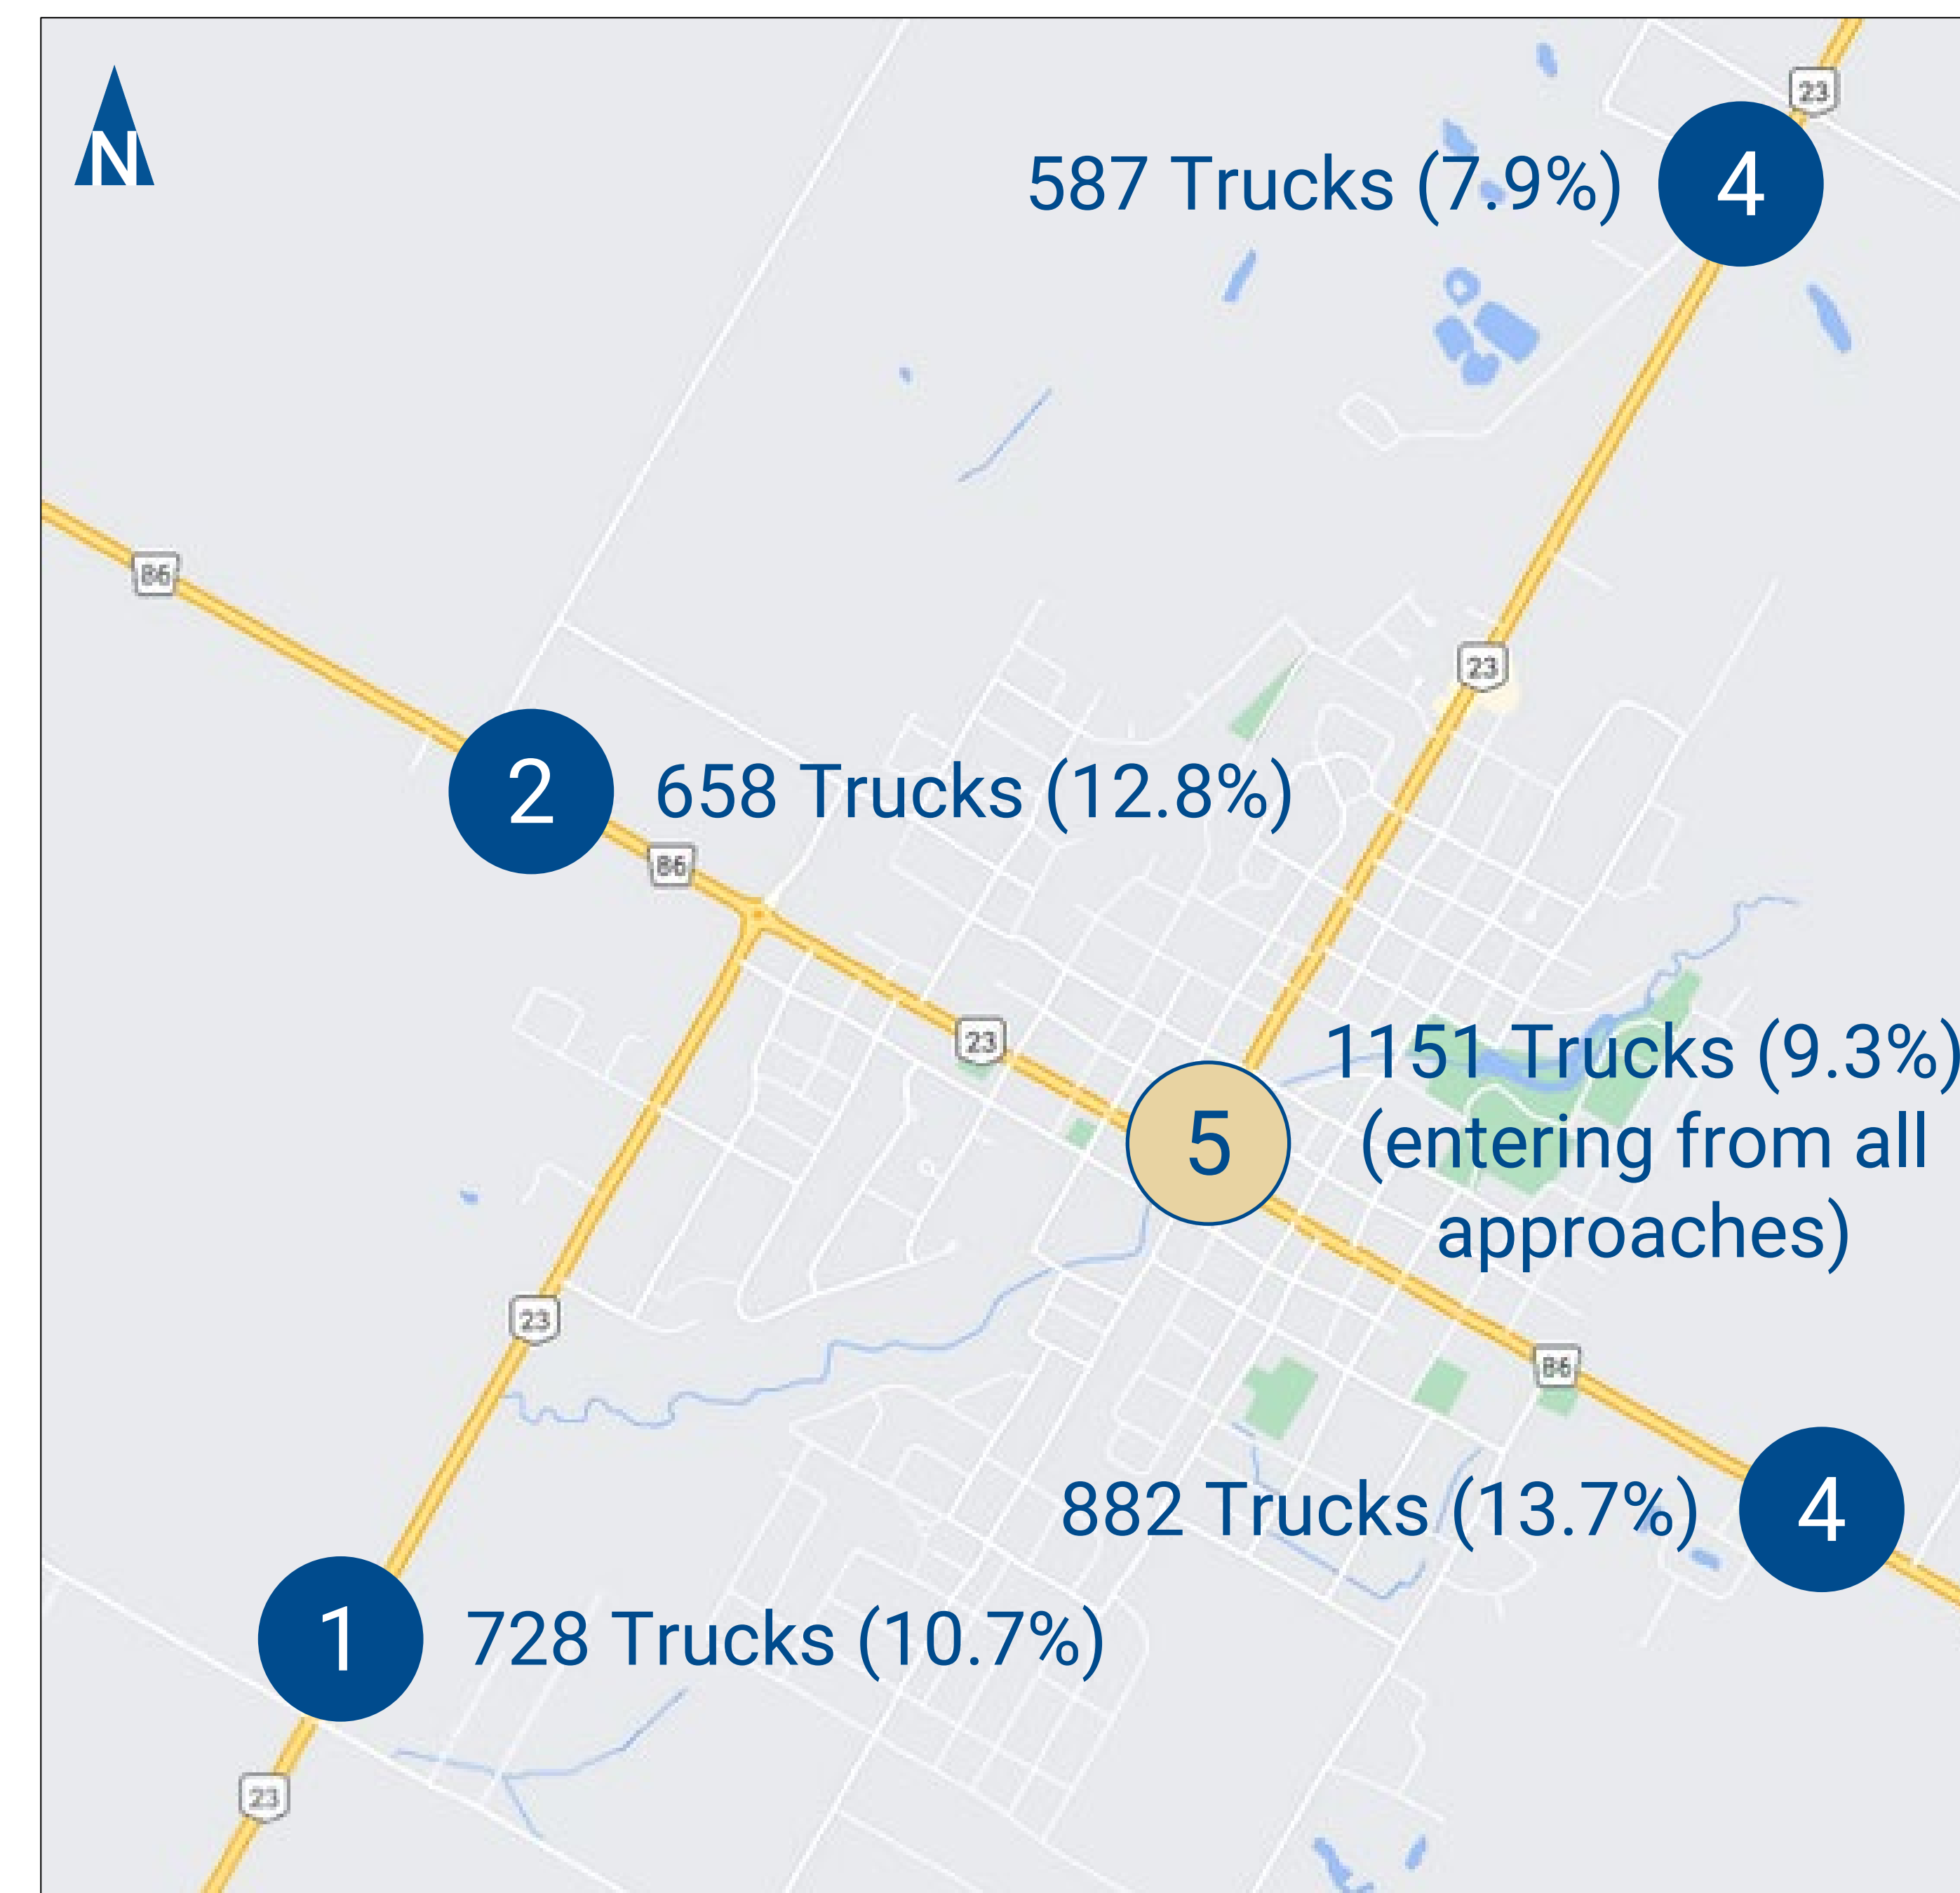 N
23
587 Trucks (7.9%)
4
86
23
2
658 Trucks (12.8%)
86
23
1151 Trucks (9.3%)
(entering from all
approaches)
5
23
86
882 Trucks (13.7%)
4
1
728 Trucks (10.7%)
23